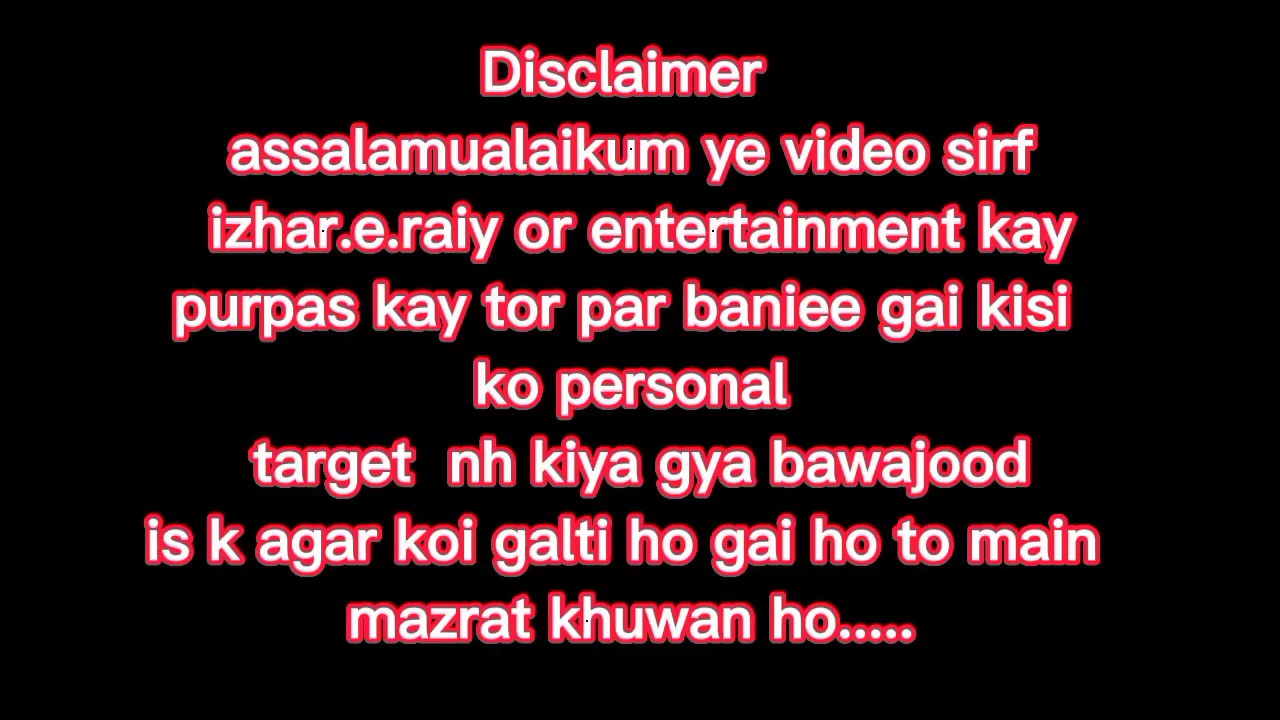 Disclaimer
assalamualaikum ye video sirf
izhar.e.raiy or entertainment kay
purpas kay tor par baniee gai kisi
ko personal
target nh kiya gya bawajood
is k agar koi galti ho gai ho to main
mazrat khuwan ho.....